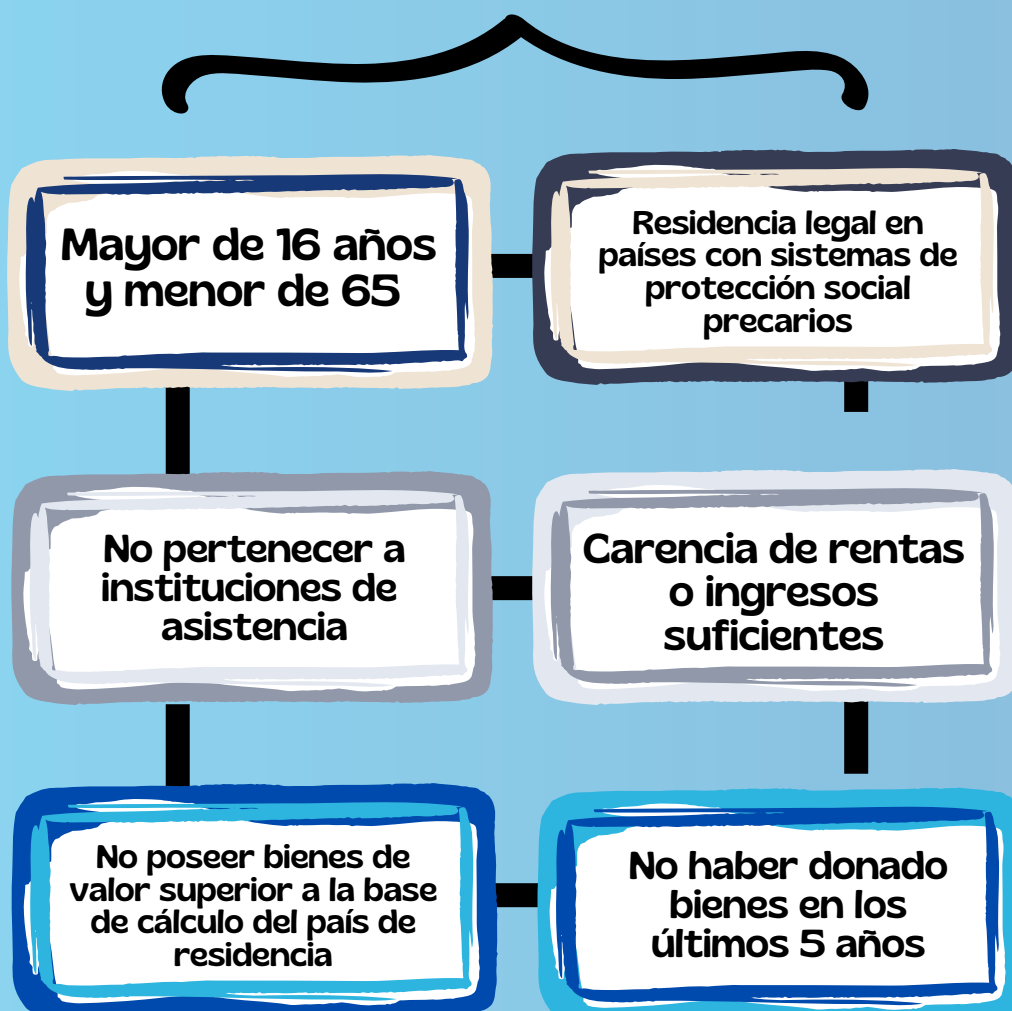 Mayor de 16 años
y menor de 65
Residencia legal en
países con sistemas de
protección social
precarios
No pertenecer a
instituciones de
asistencia
Carencia de rentas
o ingresos
suficientes
No poseer bienes de
valor superior a la base
de cálculo del país de
residencia
No haber donado
bienes en los
últimos 5 años